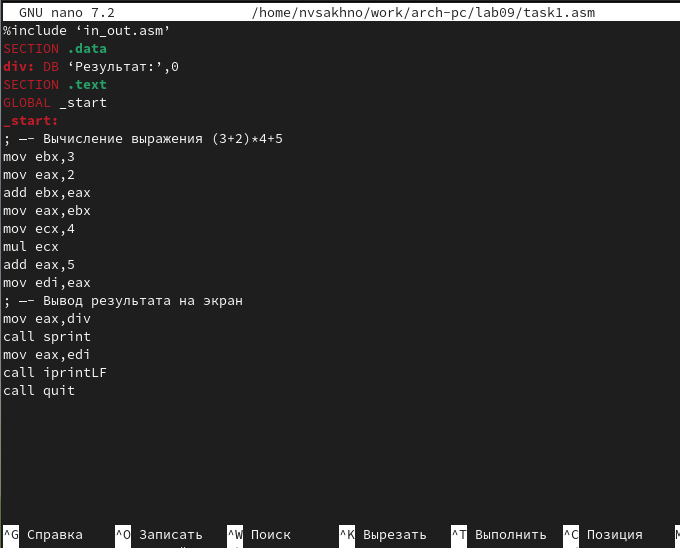 GNU nano 7.2 /home/nvsakhno/work/arch-pc/lab09/task1.asm
%include ‘in_out.asm’
SECTION .data
div: DB ‘Результат:’,0
SECTION .text
GLOBAL _start
_start:
; —- Вычисление выражения (3+2)*4+5
mov ebx,3
mov eax,2
add ebx,eax
mov eax,ebx
mov ecx,4
mul ecx
add eax,5
mov edi,eax
; —- Вывод результата на экран
mov eax,div
call sprint
mov eax,edi
call iprintLF
call quit
^G Справка ^O Записать ^W Поиск ^K Вырезать ^T Выполнить ^C Позиция